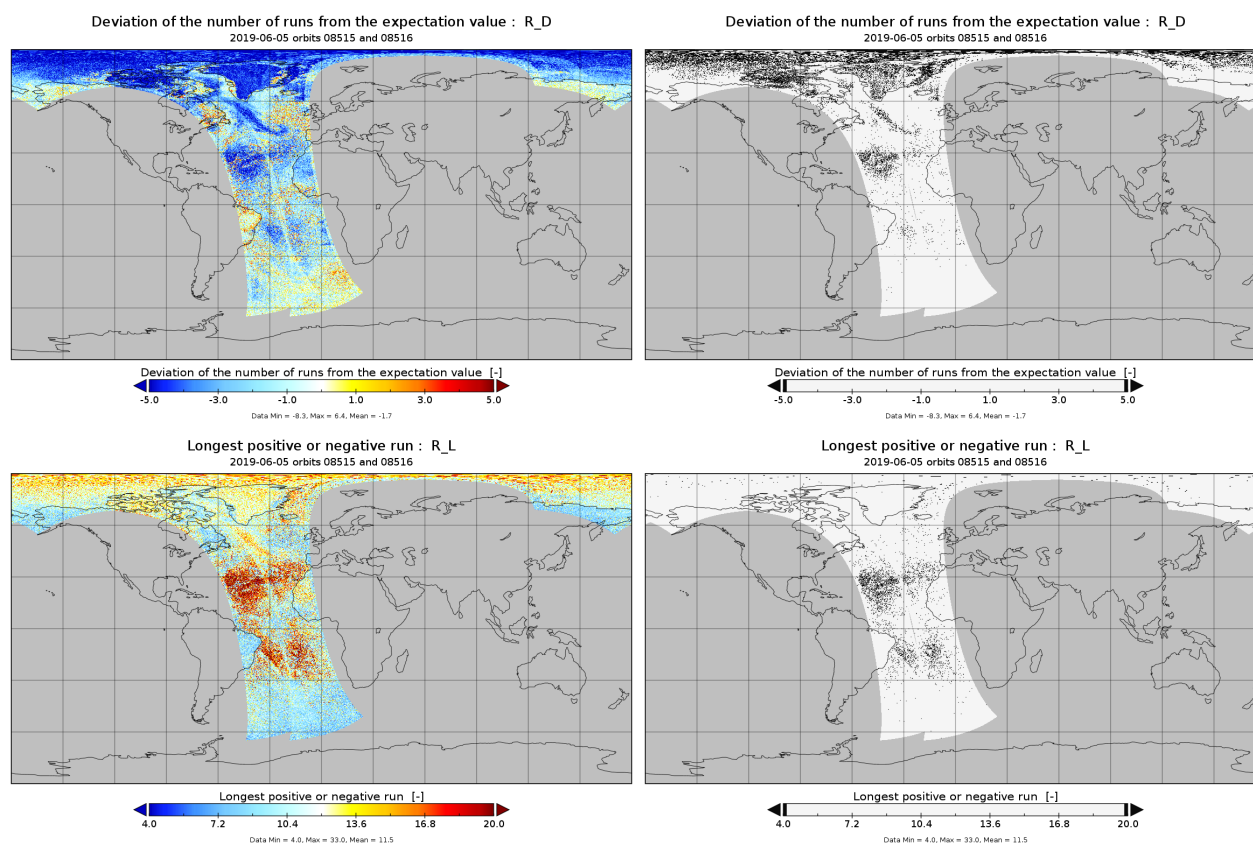 Deviation of the number of runs from the expectation value : R_D
2019-06-05 orbits 08515 and 08516
Deviation of the number of runs from the expectation value [-]
-5.0 -3.0 -1.0 1.0 3.0 5.0
Data Min = -8.3, Max = 6.4, Mean = -1.7
Deviation of the number of runs from the expectation value : R_D
2019-06-05 orbits 08515 and 08516
Deviation of the number of runs from the expectation value [-]
-5.0 -3.0 -1.0 1.0 3.0 5.0
Data Min = -8.3, Max = 6.4, Mean = -1.7
Longest positive or negative run : R_L
2019-06-05 orbits 08515 and 08516
Longest positive or negative run [-]
4.0 7.2 10.4 13.6 16.8 20.0
Data Min = 4.0, Max = 33.0, Mean = 11.5
Longest positive or negative run : R_L
2019-06-05 orbits 08515 and 08516
Longest positive or negative run [-]
4.0 7.2 10.4 13.6 16.8 20.0
Data Min = 4.0, Max = 33.0, Mean = 11.5